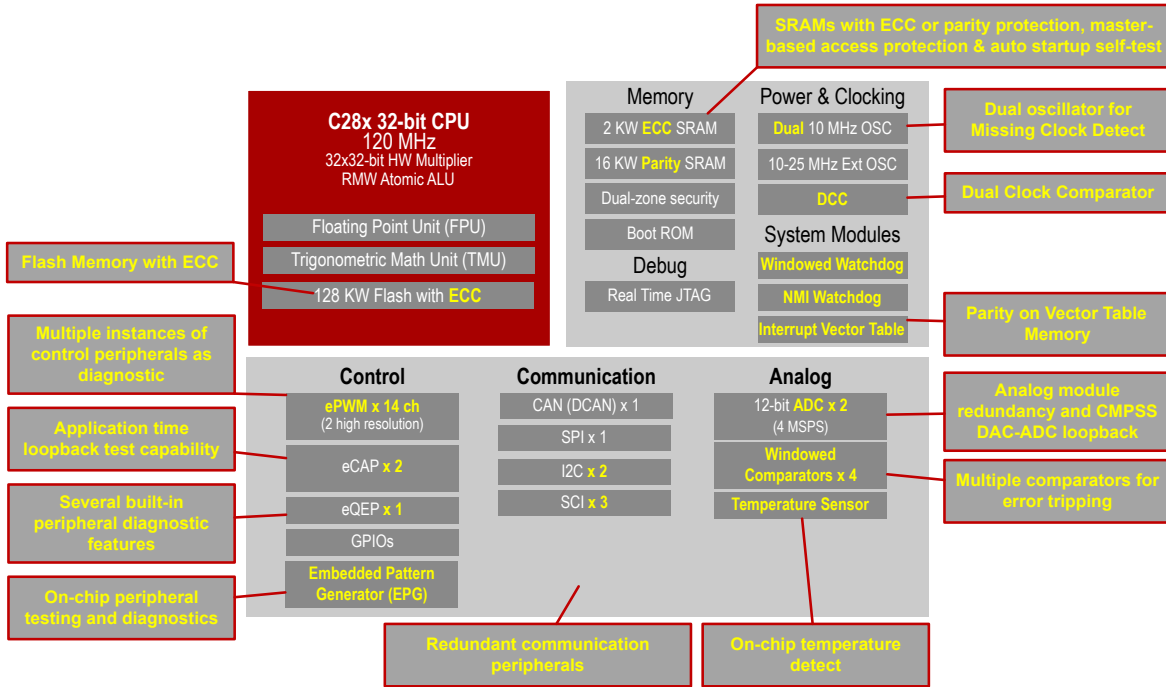 SRAMs with ECC or parity protection, master-
based access protection & auto startup self-test
C28x 32-bit CPU
120 MHz
32x32-bit HW Multiplier
RMW Atomic ALU
Floating Point Unit (FPU)
Trigonometric Math Unit (TMU)
128 KW Flash with ECC
Memory
2 KW ECC SRAM
16 KW Parity SRAM
Dual-zone security
Boot ROM
Debug
Real Time JTAG
Power & Clocking
Dual 10 MHz OSC
10-25 MHz Ext OSC
DCC
System Modules
Windowed Watchdog
NMI Watchdog
Interrupt Vector Table
Dual oscillator for
Missing Clock Detect
Dual Clock Comparator
Parity on Vector Table
Memory
Flash Memory with ECC
Multiple instances of
control peripherals as
diagnostic
Application time
loopback test capability
Several built-in
peripheral diagnostic
features
On-chip peripheral
testing and diagnostics
Control
ePWM x 14 ch
(2 high resolution)
eCAP x 2
eQEP x 1
GPIOs
Embedded Pattern
Generator (EPG)
Communication
CAN (DCAN) x 1
SPI x 1
I2C x 2
SCI x 3
Analog
12-bit ADC x 2
(4 MSPS)
Windowed
Comparators x 4
Temperature Sensor
Analog module
redundancy and CMPSS
DAC-ADC loopback
Multiple comparators for
error tripping
Redundant communication
peripherals
On-chip temperature
detect